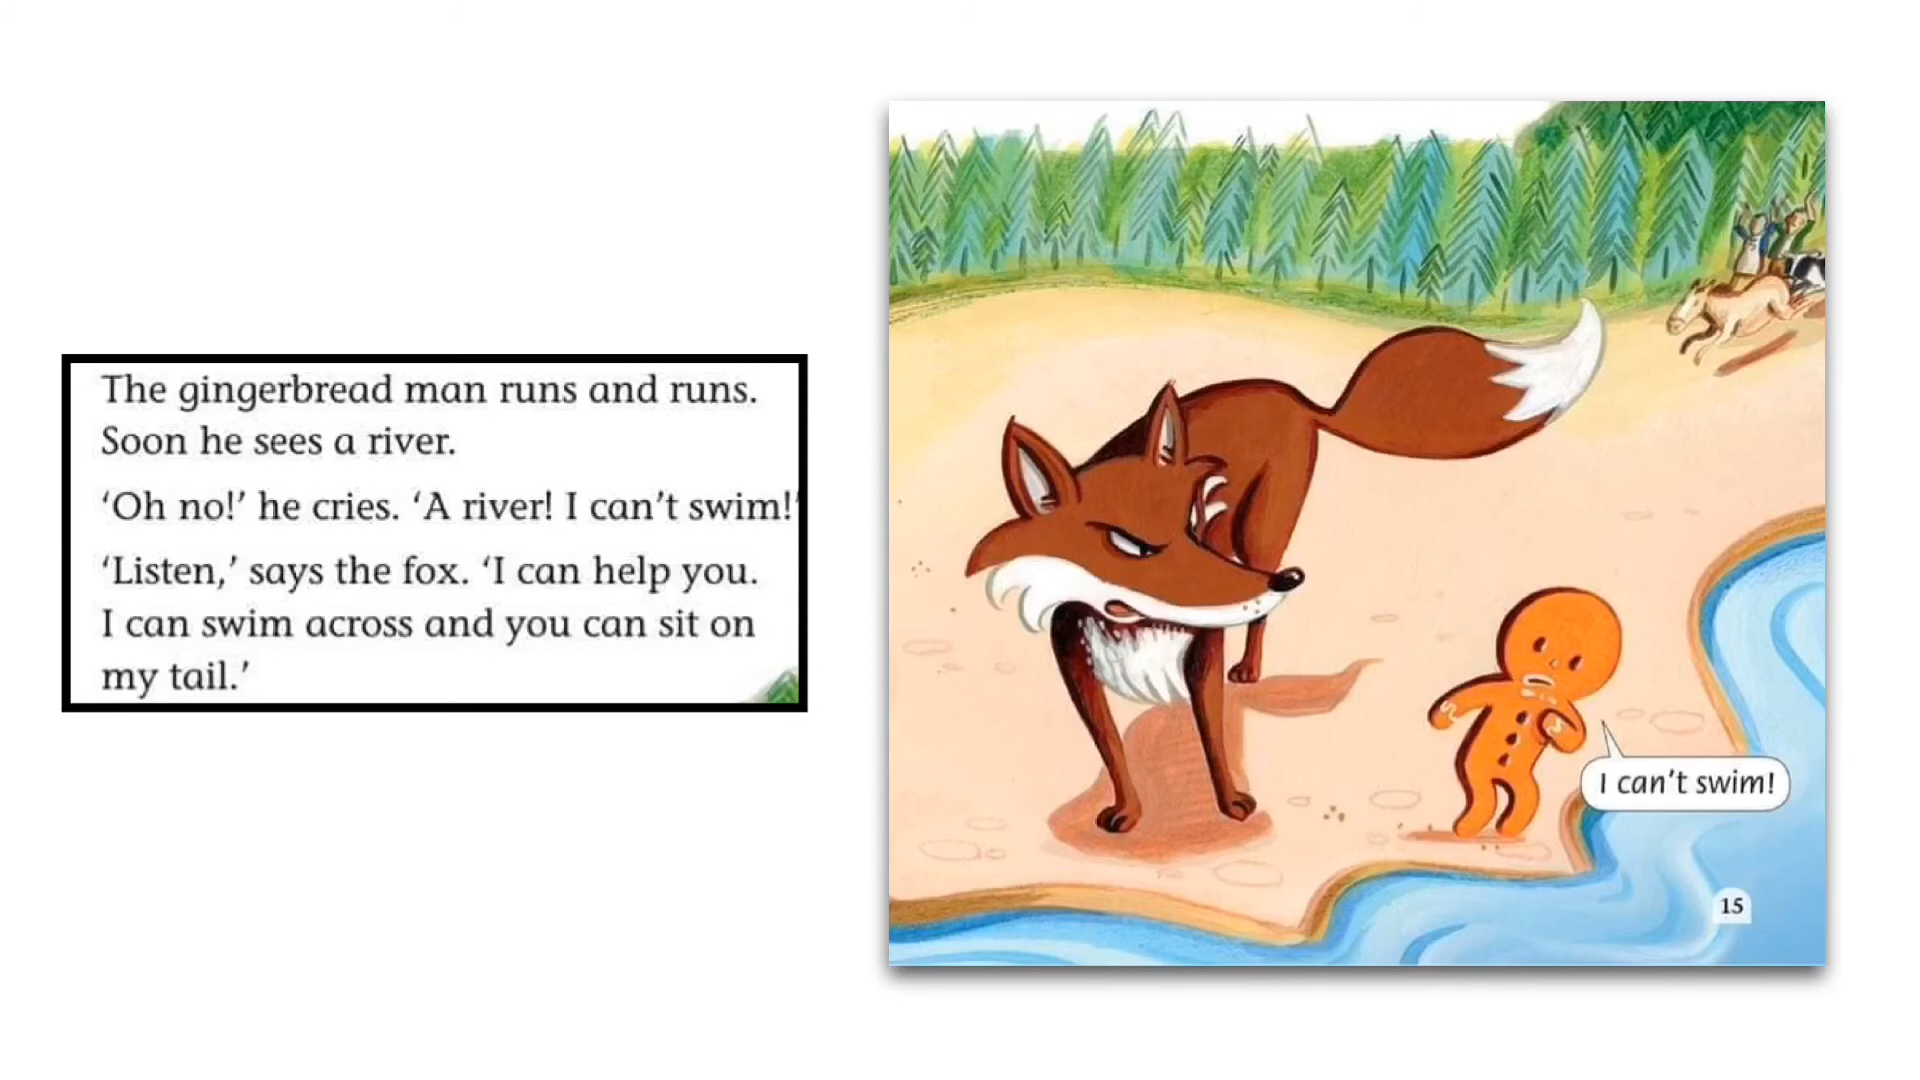 The gingerbread man runs and runs.
Soon he sees a river.
‘Oh no!’ he cries. ‘A river! I can’t swim!’
‘Listen,’ says the fox. ‘I can help you.
I can swim across and you can sit on
my tail.’
I can’t swim!
15